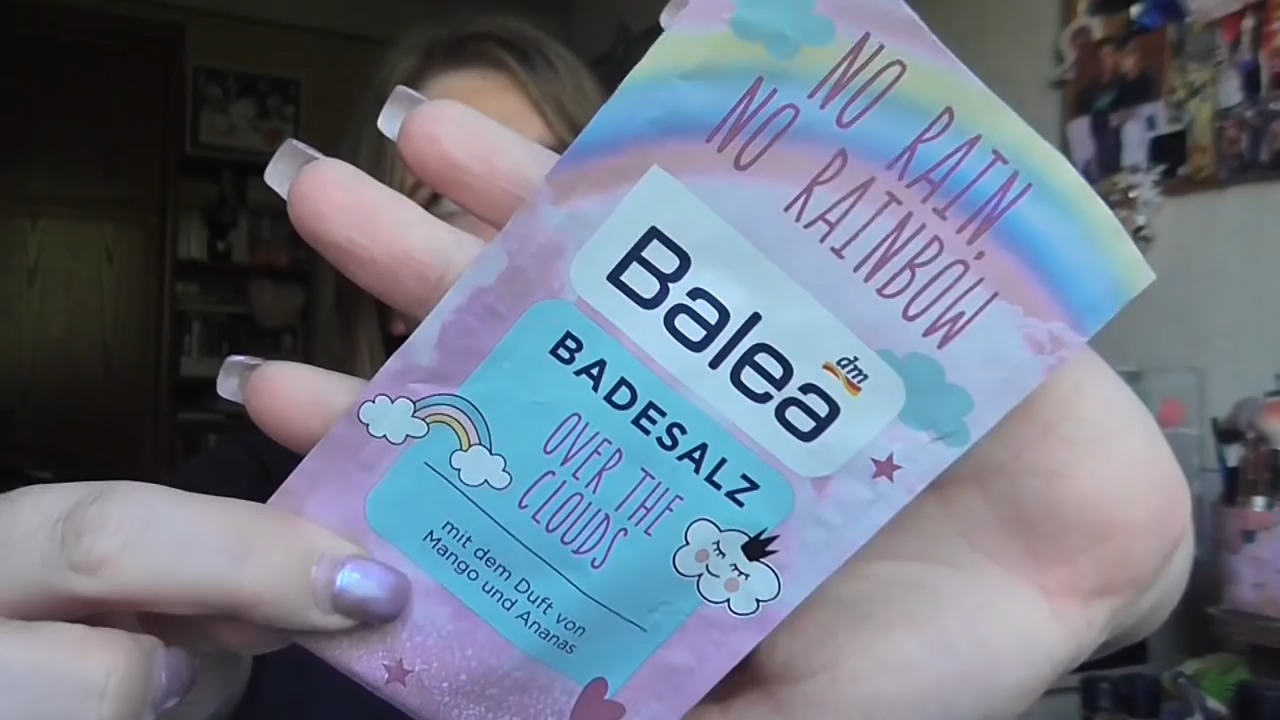 NO RAIN,
NO RAINBOW
Balea
dm
BADESALZ
OVER THE
CLOUDS
mit dem Duft von
Mango und Ananas